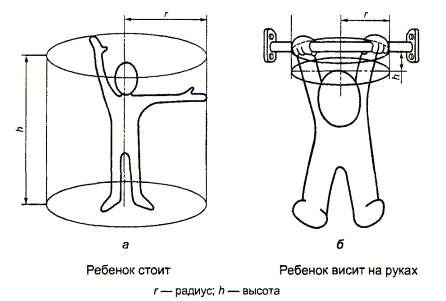 r
r
h
h
а
б
Ребенок стоит
Ребенок висит на руках
r — радиус; h — высота